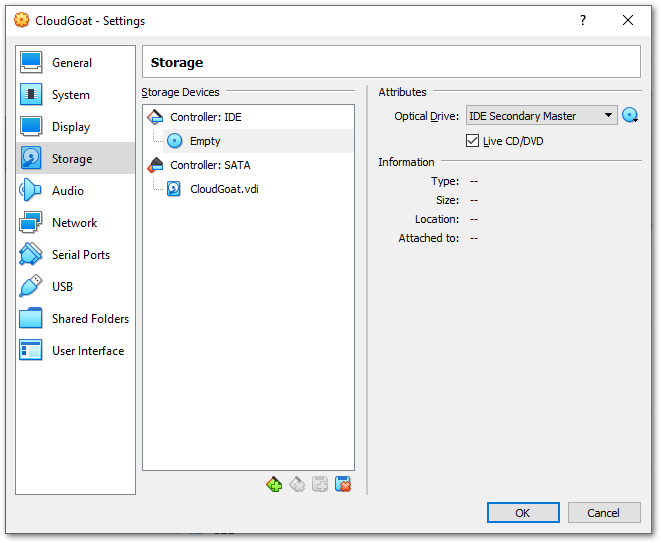 CloudGoat - Settings
?
General
System
Display
Storage
Audio
Network
Serial Ports
USB
Shared Folders
User Interface
Storage
Storage Devices
Controller: IDE
Empty
Controller: SATA
CloudGoat.vdi
Attributes
Optical Drive: IDE Secondary Master
Live CD/DVD
Information
Type: --
Size: --
Location: --
Attached to: --
OK
Cancel